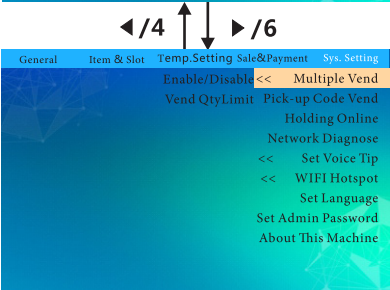 ◀/4 ▶/6
General Item & Slot Temp.Setting Sale&Payment Sys. Setting
Enable/Disable << Multiple Vend
Vend QtyLimit Pick-up Code Vend
Holding Online
Network Diagnose
<< Set Voice Tip
<< WIFI Hotspot
Set Language
Set Admin Password
About This Machine